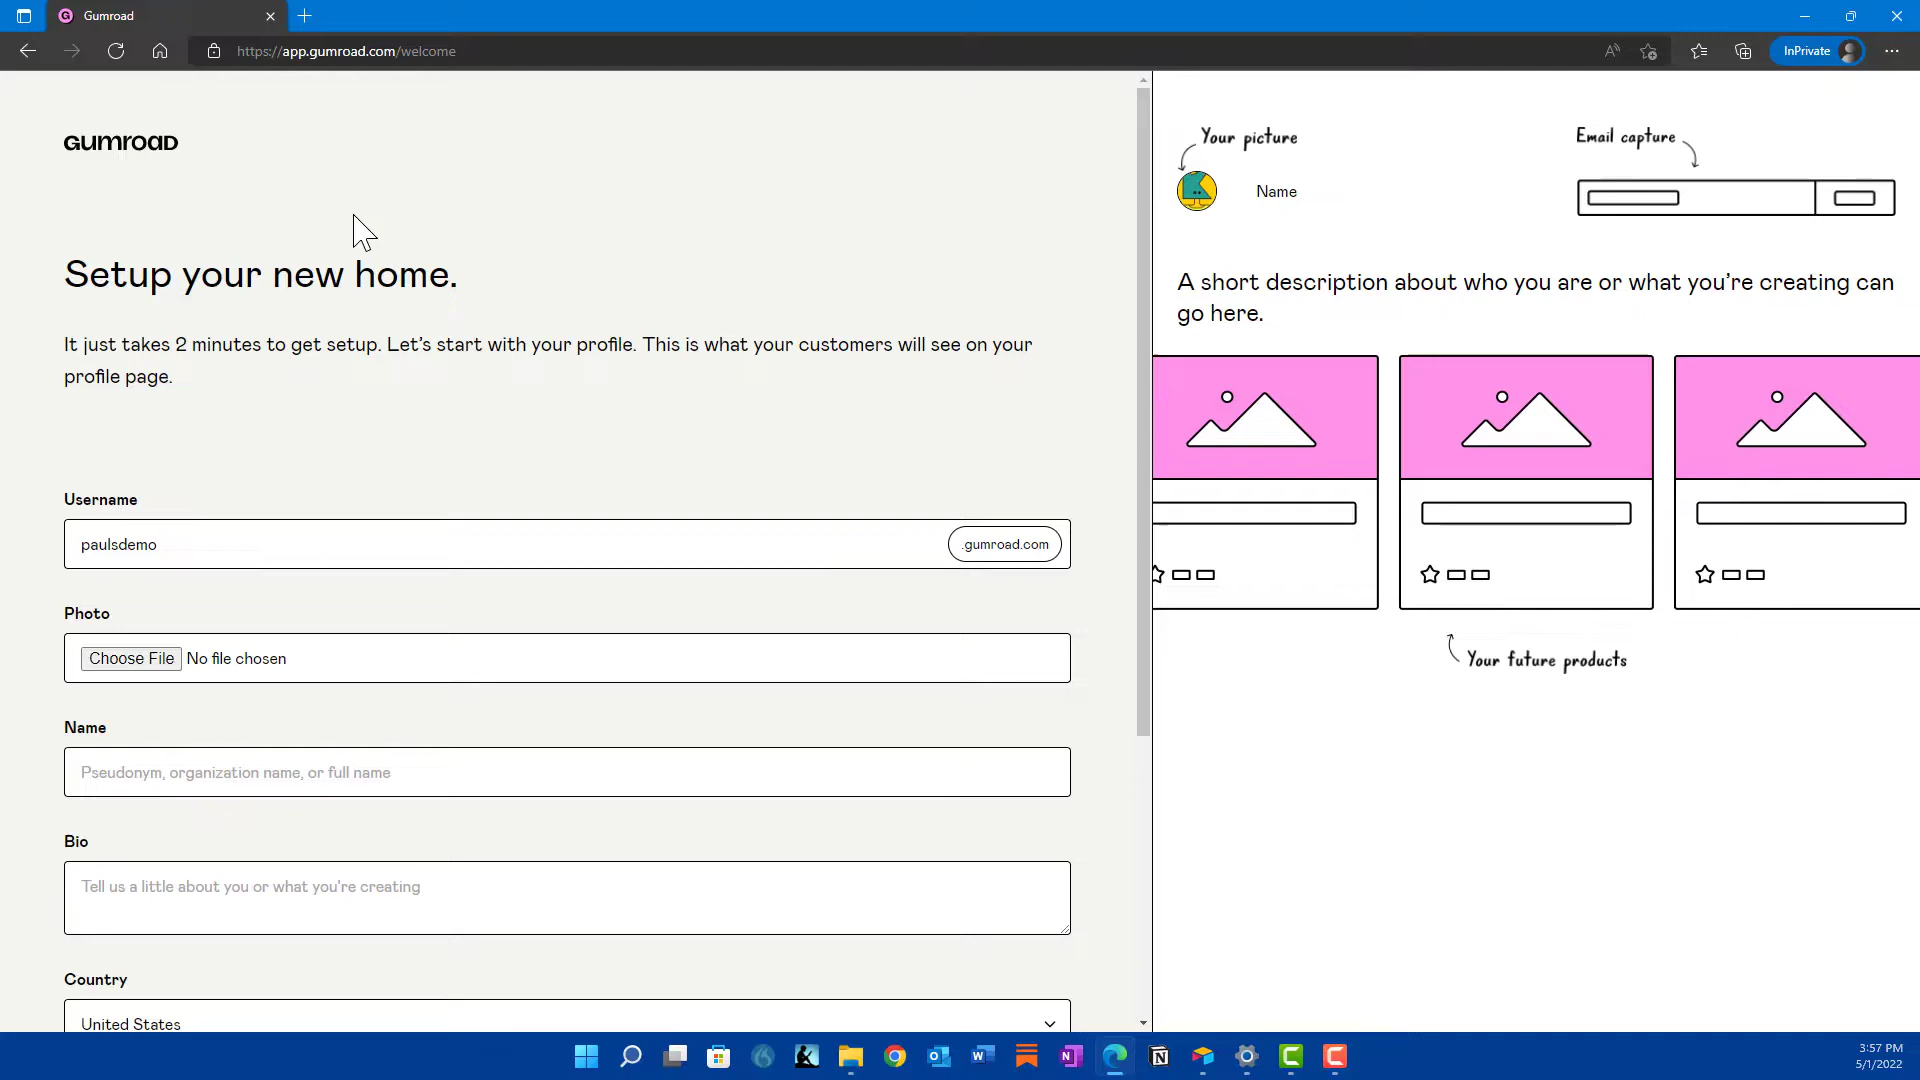 Gumroad
https://app.gumroad.com/welcome
InPrivate
GUMROAD
Setup your new home.
It just takes 2 minutes to get setup. Let's start with your profile. This is what your customers will see on your
profile page.
Username
paulsdemo
.gumroad.com
Photo
Choose File No file chosen
Name
Pseudonym, organization name, or full name
Bio
Tell us a little about you or what you're creating
Country
United States
Your picture
Email capture
Name
A short description about who you are or what you're creating can
go here.
Your future products
3:57 PM
5/1/2022